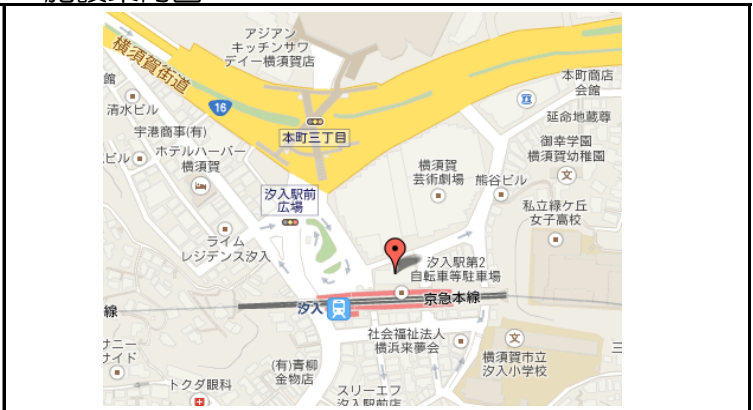 アジアン
キッチンサワ
デイー横須賀店
横須賀街道
館
清水ビル
16
宇港商事(有)
ビル
ホテルハーバー
横須賀
本町三丁目
本町商店
会館
延命地蔵尊
御幸学園
横須賀幼稚園
横須賀
芸術劇場
熊谷ビル
文
私立緑ケ丘
女子高校
汐入駅前
広場
ライム
レジデンス汐入
汐入駅第2
自転車等駐車場
京急本線
汐入
線
社会福祉法人
横浜来夢会
文
横須賀市立
汐入小学校
サニー
サイド
(有)青柳
金物店
トクダ眼科
スリーエフ
汐入駅前店
三